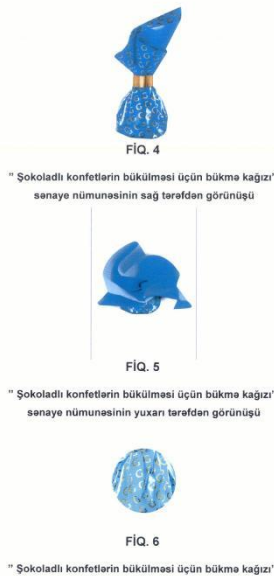 FİQ. 4
" Şokoladlı konfetlərin bükülməsi üçün bükmə kağızı"
sənaye nümunəsinin sağ tərəfdən görünüşü
FİQ. 5
" Şokoladlı konfetlərin bükülməsi üçün bükmə kağızı"
sənaye nümunəsinin yuxarı tərəfdən görünüşü
FİQ. 6
" Şokoladlı konfetlərin bükülməsi üçün bükmə kağızı"